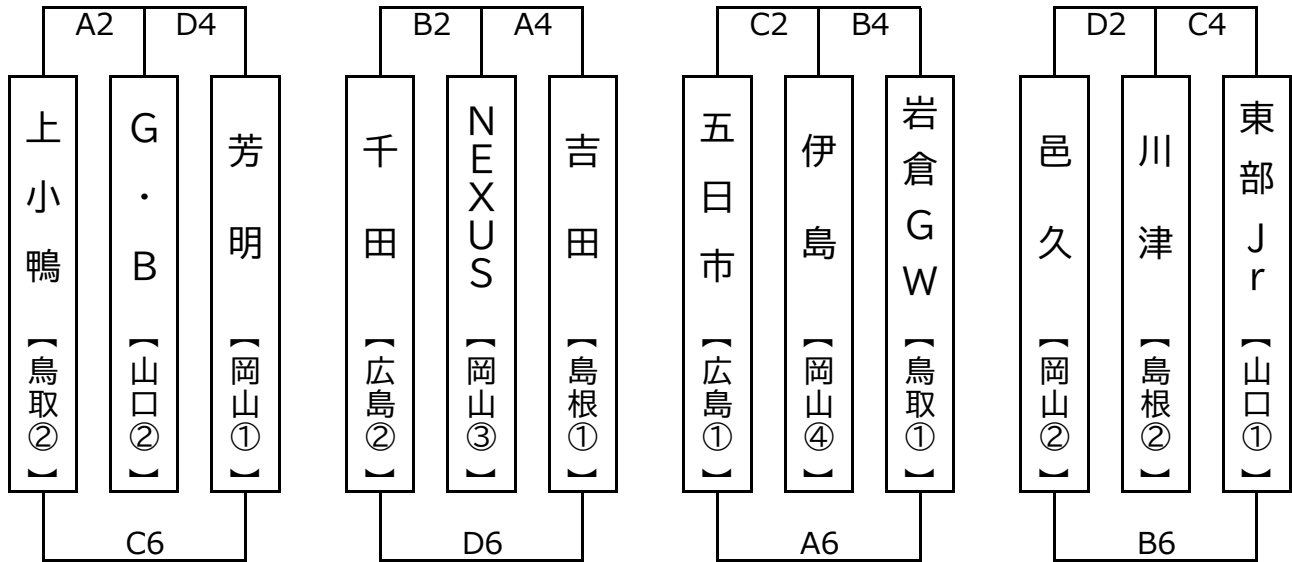 A2 D4 B2 A4 C2 B4 D2 C4
上小鴨【鳥取②】
G・B【山口②】
芳明【岡山①】
千田【広島②】
NEXUS【岡山③】
吉田【島根①】
五日市【広島①】
伊島【岡山④】
岩倉GW【鳥取①】
邑久【岡山②】
川津【島根②】
東部Jr【山口①】
C6 D6 A6 B6